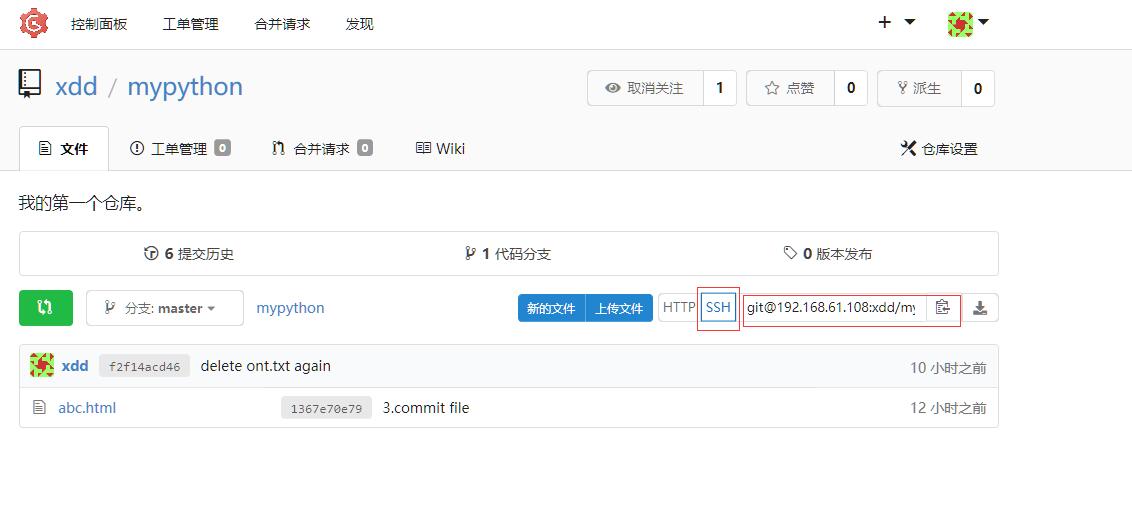 控制面板 工单管理 合并请求 发现
xdd / mypython 取消关注 1 点赞 0 派生 0
文件 工单管理 0 合并请求 0 Wiki 仓库设置
我的第一个仓库。
6 提交历史 1 代码分支 0 版本发布
分支: master mypython 新的文件 上传文件 HTTP SSH git@192.168.61.108:xdd/my
xdd f2f14acd46 delete ont.txt again 10 小时之前
abc.html 1367e70e79 3.commit file 12 小时之前